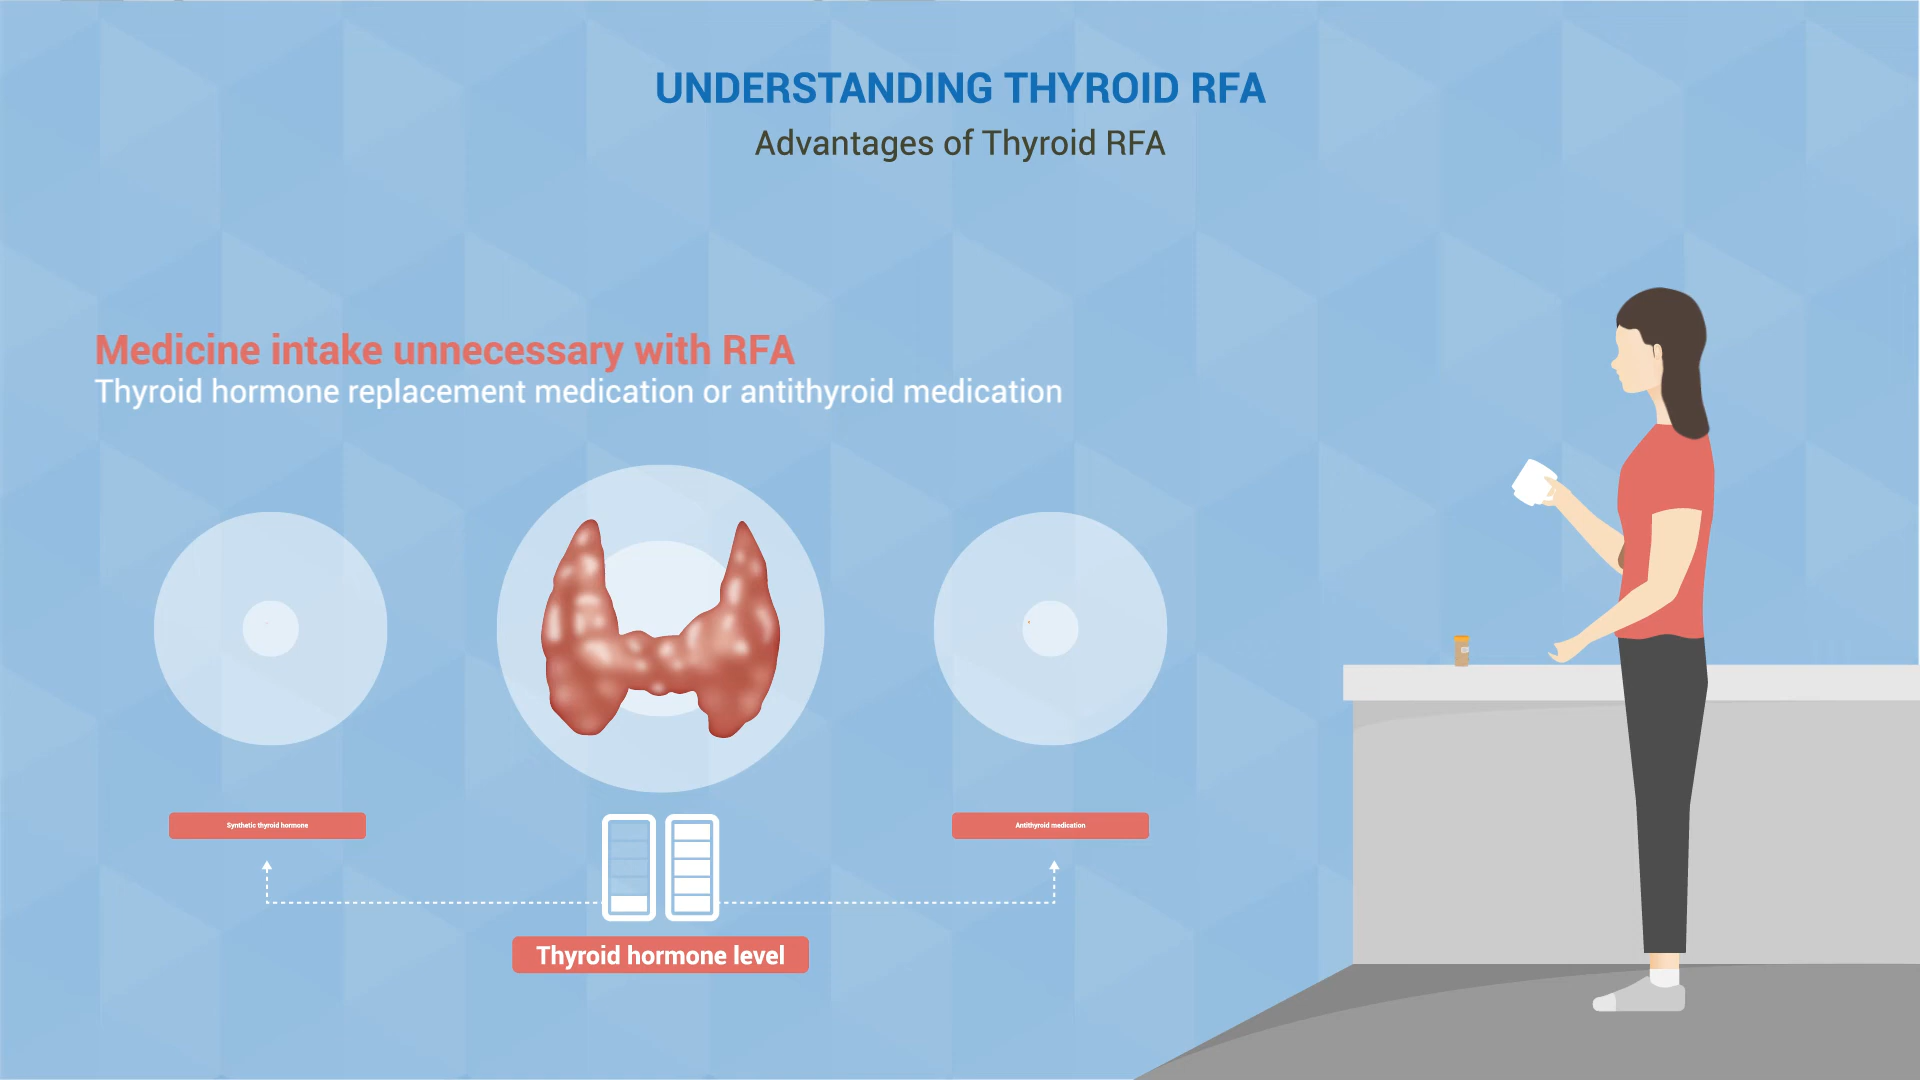 UNDERSTANDING THYROID RFA
Advantages of Thyroid RFA
Medicine intake unnecessary with RFA
Thyroid hormone replacement medication or antithyroid medication
Synthetic thyroid hormone
Antithyroid medication
Thyroid hormone level